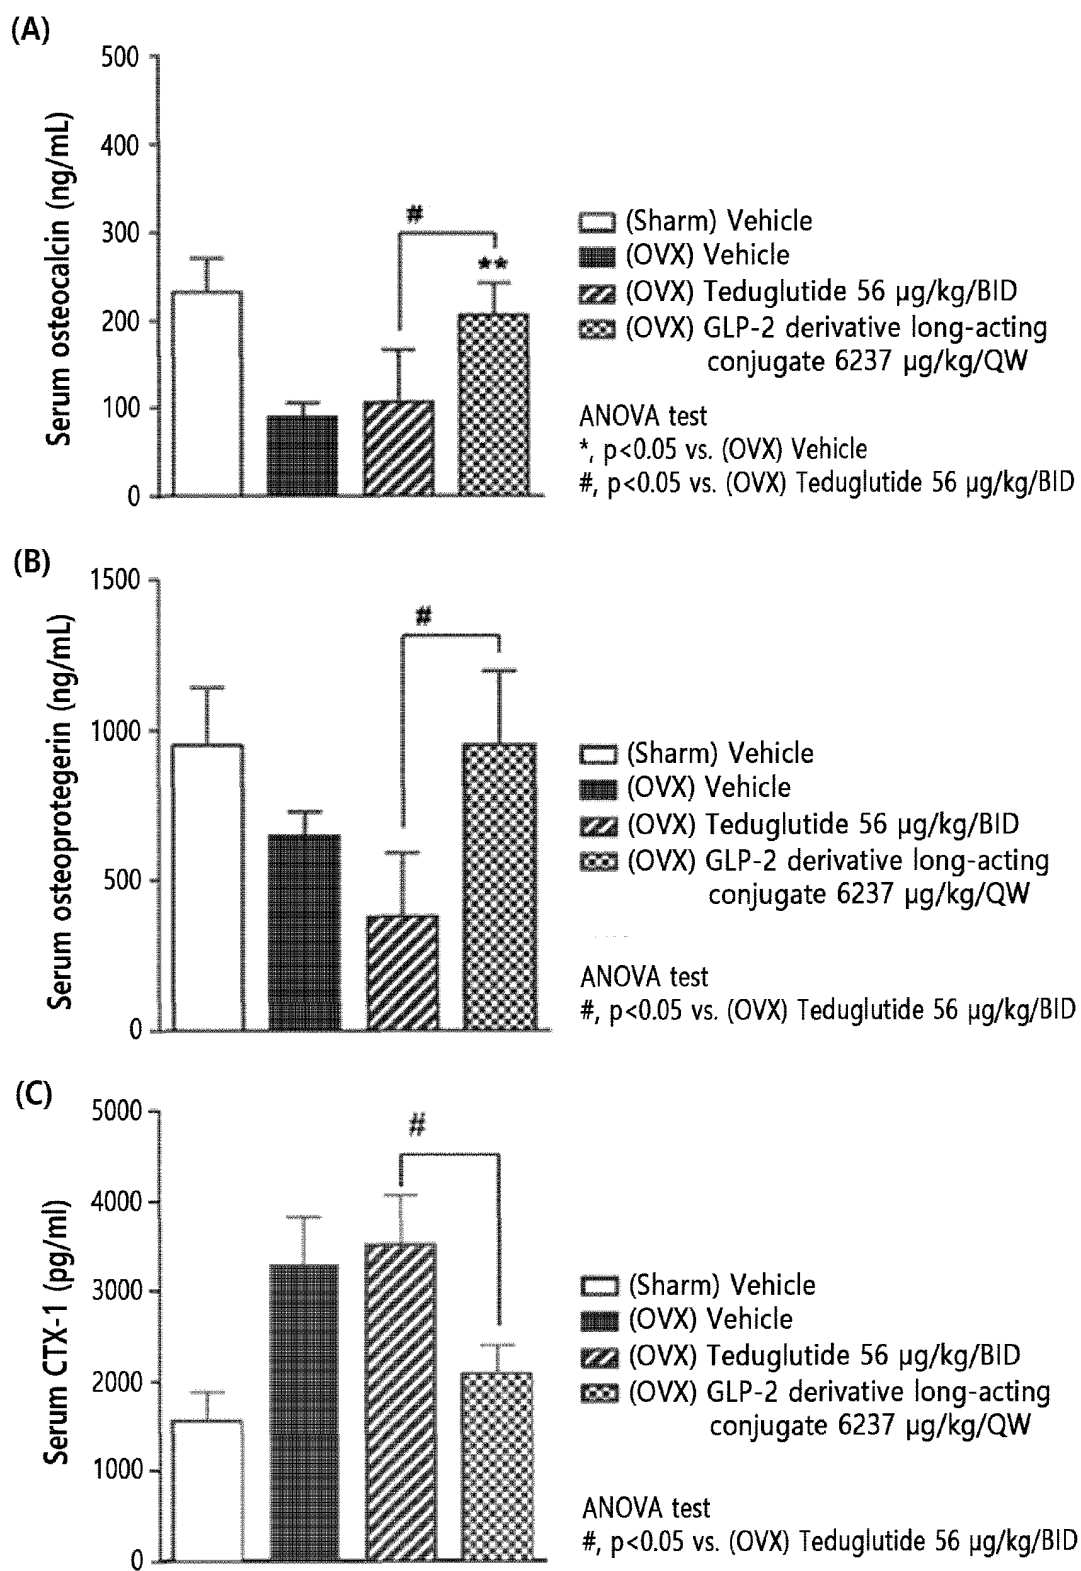 (A)
500
400
300
200
100
0
Serum osteocalcin (ng/mL)
#
**
(Sharm) Vehicle
(OVX) Vehicle
(OVX) Teduglutide 56 µg/kg/BID
(OVX) GLP-2 derivative long-acting
conjugate 6237 µg/kg/QW
ANOVA test
*, p<0.05 vs. (OVX) Vehicle
#, p<0.05 vs. (OVX) Teduglutide 56 µg/kg/BID
(B)
1500
1000
500
0
Serum osteoprotegerin (ng/mL)
#
(Sharm) Vehicle
(OVX) Vehicle
(OVX) Teduglutide 56 µg/kg/BID
(OVX) GLP-2 derivative long-acting
conjugate 6237 µg/kg/QW
ANOVA test
#, p<0.05 vs. (OVX) Teduglutide 56 µg/kg/BID
(C)
5000
4000
3000
2000
1000
0
Serum CTX-1 (pg/ml)
#
(Sharm) Vehicle
(OVX) Vehicle
(OVX) Teduglutide 56 µg/kg/BID
(OVX) GLP-2 derivative long-acting
conjugate 6237 µg/kg/QW
ANOVA test
#, p<0.05 vs. (OVX) Teduglutide 56 µg/kg/BID